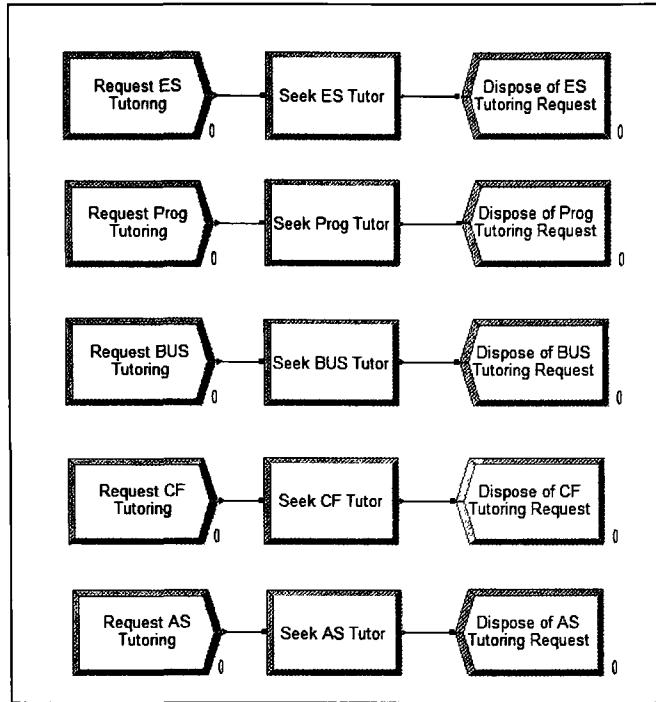 Request ES
Tutoring
0
Seek ES Tutor
Dispose of ES
Tutoring Request
0
Request Prog
Tutoring
0
Seek Prog Tutor
Dispose of Prog
Tutoring Request
0
Request BUS
Tutoring
0
Seek BUS Tutor
Dispose of BUS
Tutoring Request
0
Request CF
Tutoring
0
Seek CF Tutor
Dispose of CF
Tutoring Request
0
Request AS
Tutoring
0
Seek AS Tutor
Dispose of AS
Tutoring Request
0